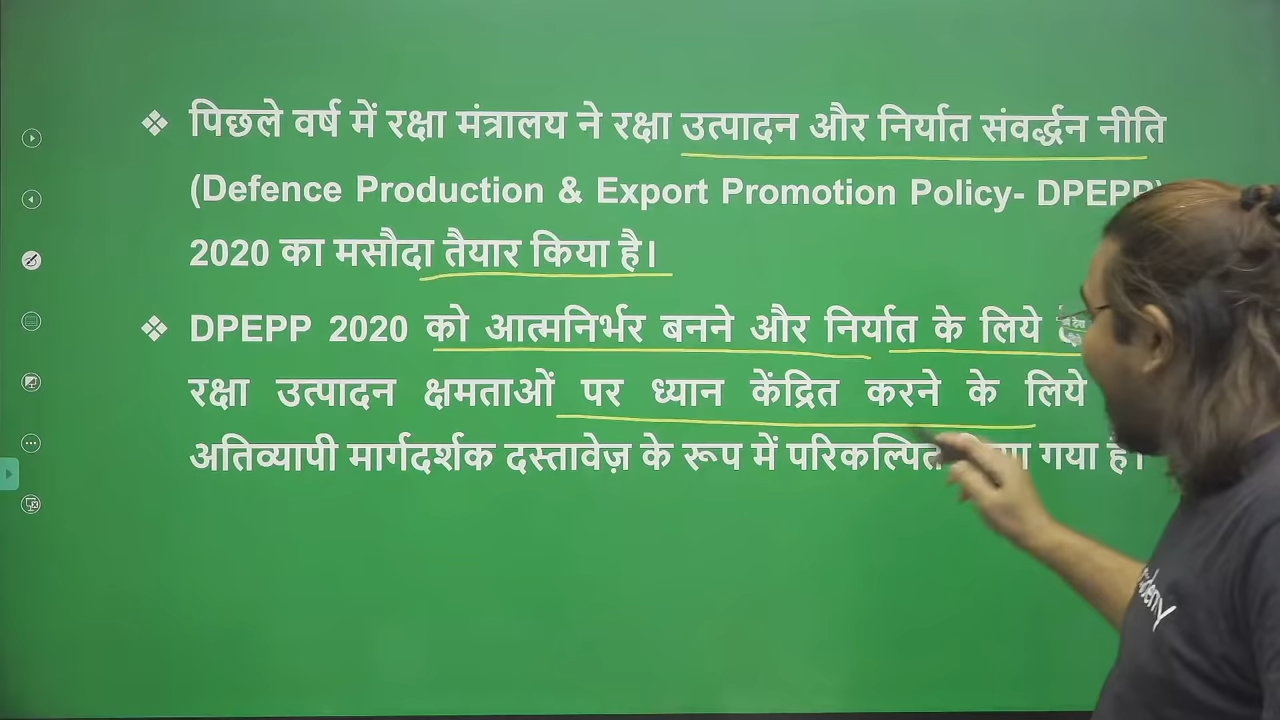 ❖ पिछले वर्ष में रक्षा मंत्रालय ने रक्षा उत्पादन और निर्यात संवर्द्धन नीति
(Defence Production & Export Promotion Policy- DPEPP)
2020 का मसौदा तैयार किया है।
❖ DPEPP 2020 को आत्मनिर्भर बनने और निर्यात के लिये
रक्षा उत्पादन क्षमताओं पर ध्यान केंद्रित करने के लिये
अतिव्यापी मार्गदर्शक दस्तावेज़ के रूप में परिकल्पित गया है।